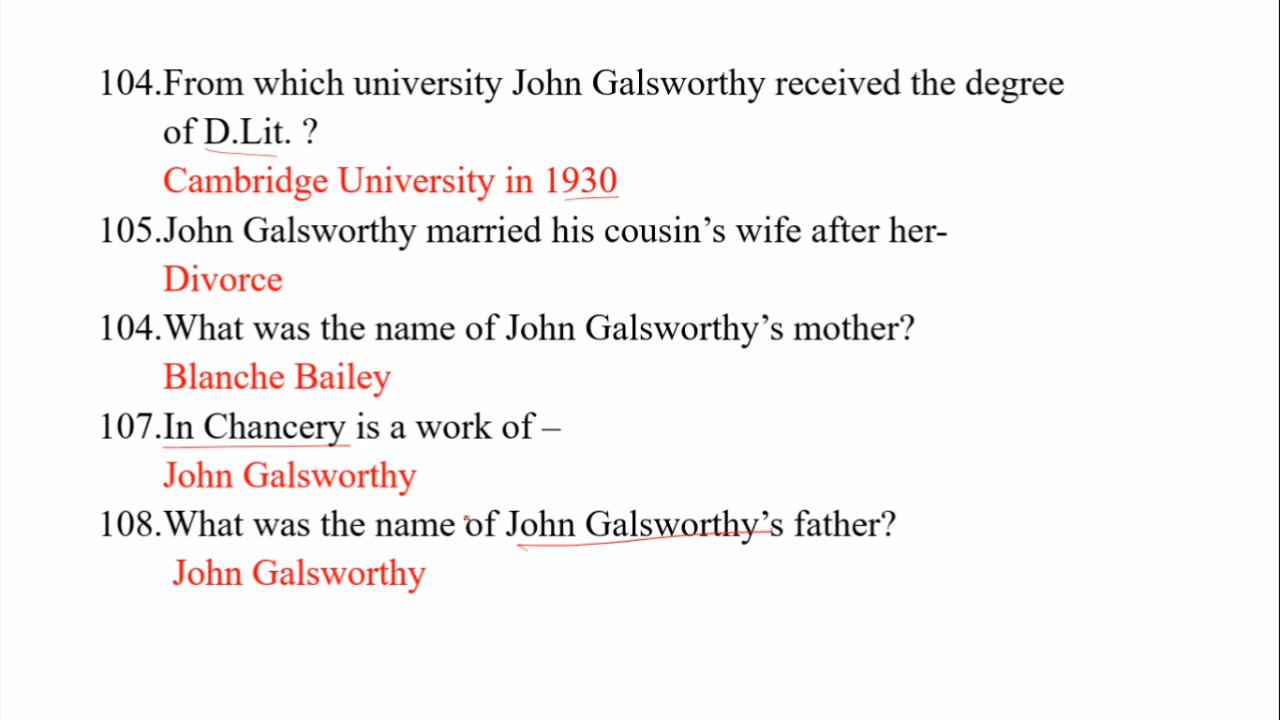 104.From which university John Galsworthy received the degree
of D.Lit. ?
Cambridge University in 1930
105.John Galsworthy married his cousin’s wife after her-
Divorce
104.What was the name of John Galsworthy’s mother?
Blanche Bailey
107.In Chancery is a work of –
John Galsworthy
108.What was the name of John Galsworthy’s father?
John Galsworthy